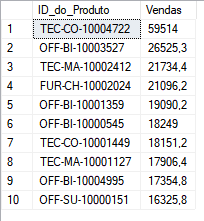 ID_do_Produto Vendas
1 TEC-CO-10004722 59514
2 OFF-BI-10003527 26525,3
3 TEC-MA-10002412 21734,4
4 FUR-CH-10002024 21096,2
5 OFF-BI-10001359 19090,2
6 OFF-BI-10000545 18249
7 TEC-CO-10001449 18151,2
8 TEC-MA-10001127 17906,4
9 OFF-BI-10004995 17354,8
10 OFF-SU-10000151 16325,8